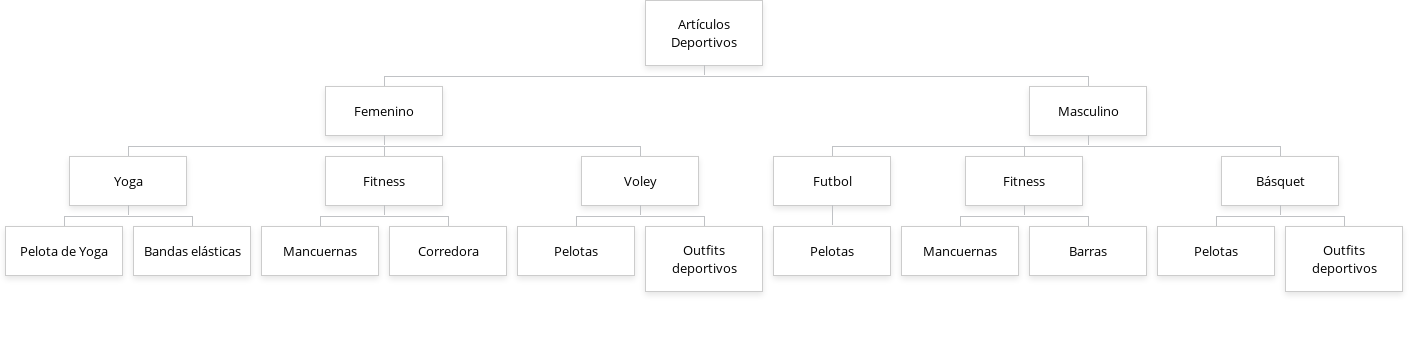 Artículos
Deportivos
Femenino
Masculino
Yoga
Fitness
Voley
Futbol
Fitness
Básquet
Pelota de Yoga
Bandas elásticas
Mancuernas
Corredora
Pelotas
Outfits
deportivos
Pelotas
Mancuernas
Barras
Pelotas
Outfits
deportivos